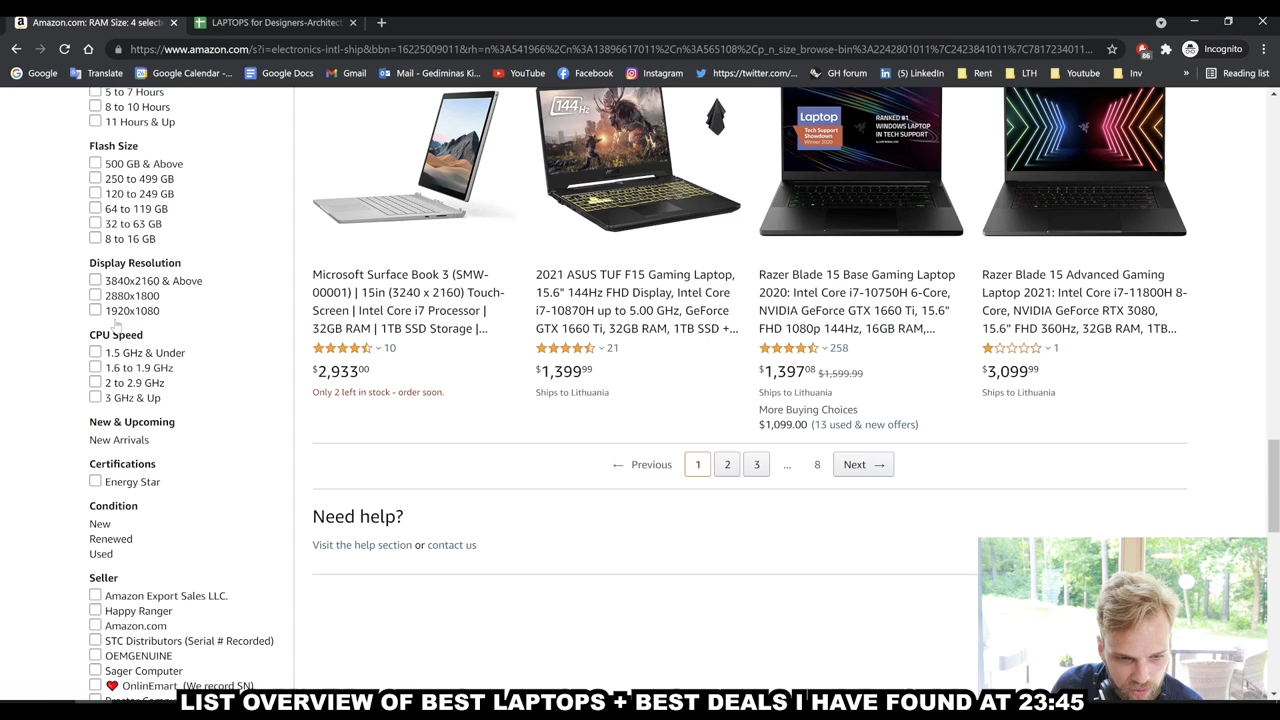 Amazon.com: RAM Size: 4 selecte
LAPTOPS for Designers-Architect
Incognito
https://www.amazon.com/s?i=electronics-intl-ship&bbn=16225009011&rh=n%3A541966%2Cn%3A13896617011%2Cn%3A565108%2Cp_n_size_browse-bin%3A2242801011%7C2423841011%7C7817234011...
86
Google
Translate
Google Calendar -...
Google Docs
Gmail
Mail - Gediminas Ki...
YouTube
Facebook
Instagram
https://twitter.com/...
GH forum
(5) LinkedIn
Rent
LTH
Youtube
Inv
Reading list
5 to 7 Hours
8 to 10 Hours
11 Hours & Up
Flash Size
500 GB & Above
250 to 499 GB
120 to 249 GB
64 to 119 GB
32 to 63 GB
8 to 16 GB
Display Resolution
3840x2160 & Above
2880x1800
1920x1080
CPU Speed
1.5 GHz & Under
1.6 to 1.9 GHz
2 to 2.9 GHz
3 GHz & Up
New & Upcoming
New Arrivals
Certifications
Energy Star
Condition
New
Renewed
Used
Seller
Amazon Export Sales LLC.
Happy Ranger
Amazon.com
STC Distributors (Serial # Recorded)
OEMGENUINE
Sager Computer
OnlinEmart (We record SN)
144Hz
Laptop
Tech Support
Showdown
Winner 2020
RANKED #1
WINDOWS LAPTOP
IN TECH SUPPORT
Microsoft Surface Book 3 (SMW-
00001) | 15in (3240 x 2160) Touch-
Screen | Intel Core i7 Processor |
32GB RAM | 1TB SSD Storage |...
10
$2,933.00
Only 2 left in stock - order soon.
2021 ASUS TUF F15 Gaming Laptop,
15.6" 144Hz FHD Display, Intel Core
i7-10870H up to 5.00 GHz, GeForce
GTX 1660 Ti, 32GB RAM, 1TB SSD +...
21
$1,399.99
Ships to Lithuania
Razer Blade 15 Base Gaming Laptop
2020: Intel Core i7-10750H 6-Core,
NVIDIA GeForce GTX 1660 Ti, 15.6"
FHD 1080p 144Hz, 16GB RAM,...
258
$1,397.08 $1,599.99
Ships to Lithuania
More Buying Choices
$1,099.00 (13 used & new offers)
Razer Blade 15 Advanced Gaming
Laptop 2021: Intel Core i7-11800H 8-
Core, NVIDIA GeForce RTX 3080,
15.6" FHD 360Hz, 32GB RAM, 1TB...
1
$3,099.99
Ships to Lithuania
← Previous 1 2 3 ... 8 Next →
Need help?
Visit the help section or contact us
LIST OVERVIEW OF BEST LAPTOPS + BEST DEALS I HAVE FOUND AT 23:45